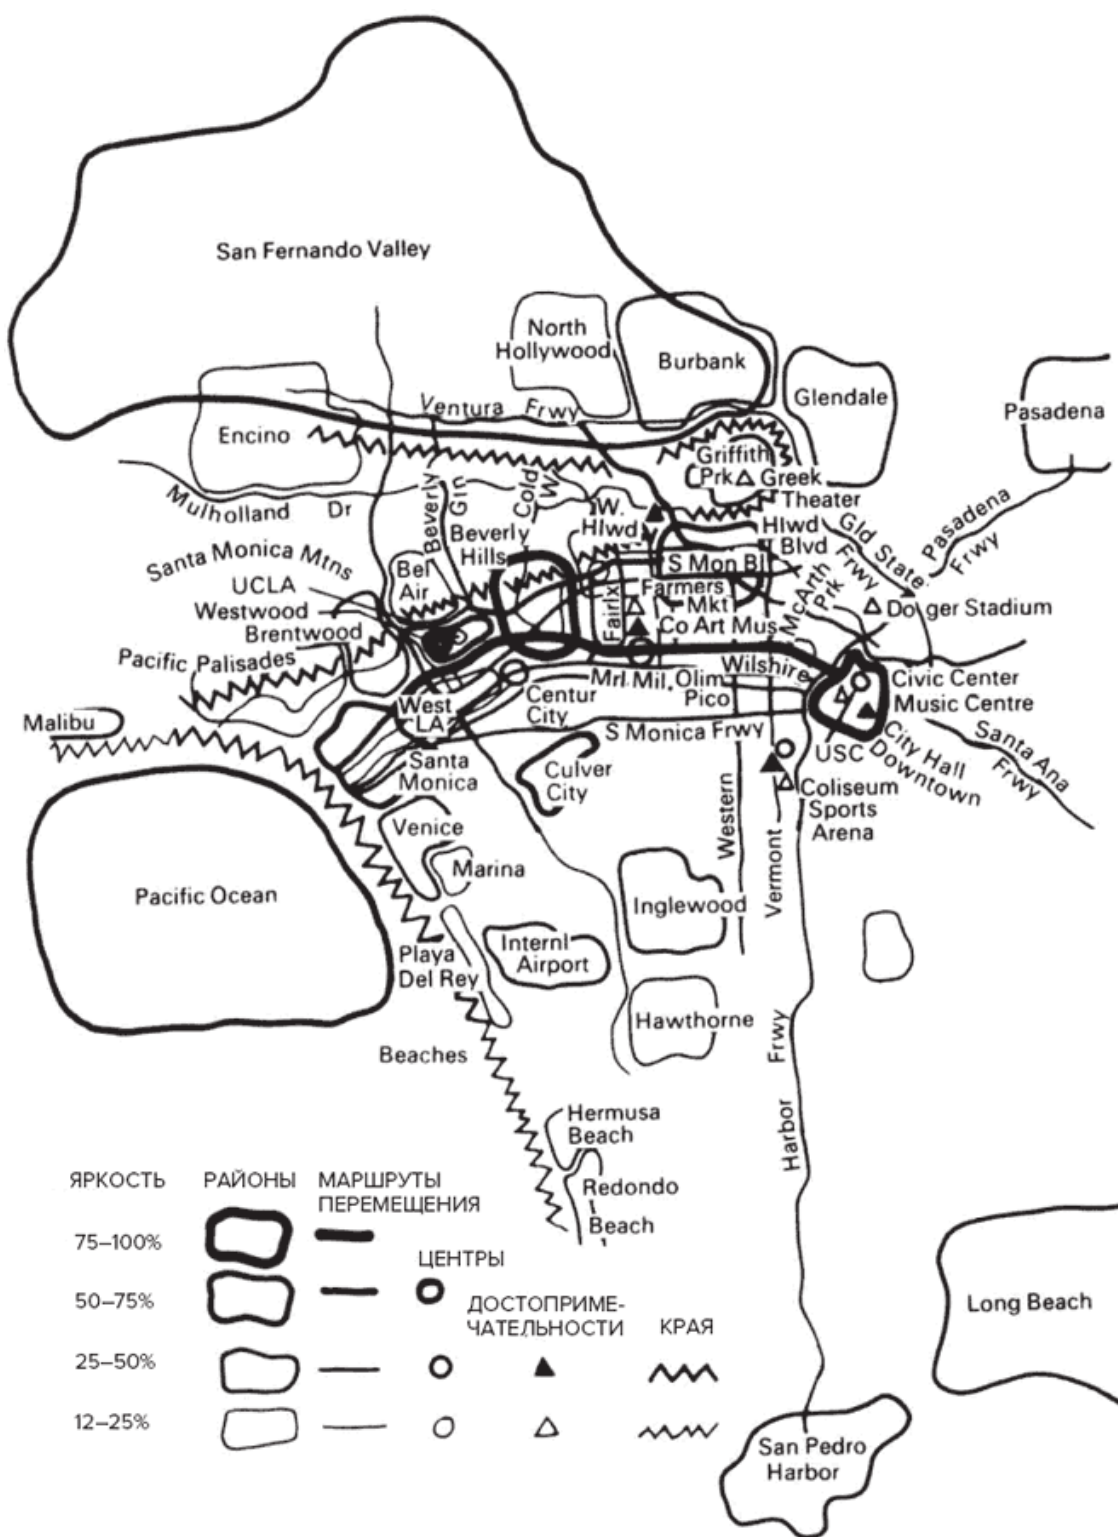 San Fernando Valley
North
Hollywood
Burbank
Glendale
Pasadena
Ventura Frwy
Encino
Griffith
Prk
Greek
Theater
Mulholland Dr
Beverly Gln
Cold W.
W.
Hlwd
Hlwd
Blvd
Gld State
Frwy
Pasadena
Frwy
Santa Monica Mtns
Beverly
Hills
S Mon Bl
UCLA
Bel
Air
Westwood
Brentwood
Fairlx
Farmers
Mkt
McArth
Prk
Dodger Stadium
Co Art Mus
Pacific Palisades
Wilshire
Mrl. Mil.
Olim
Pico
Civic Center
Music Centre
Malibu
West
LA
Centur
City
S Monica Frwy
USC
City Hall
Downtown
Santa Ana
Frwy
Santa
Monica
Culver
City
Coliseum
Sports
Arena
Venice
Western
Vermont
Marina
Pacific Ocean
Inglewood
Playa
Del Rey
Internl
Airport
Hawthorne
Beaches
Harbor Frwy
Hermusa
Beach
Redondo
Beach
Long Beach
San Pedro
Harbor
ЯРКОСТЬ
РАЙОНЫ
МАРШРУТЫ
ПЕРЕМЕЩЕНИЯ
75–100%
ЦЕНТРЫ
50–75%
ДОСТОПРИМЕ-
ЧАТЕЛЬНОСТИ
КРАЯ
25–50%
12–25%